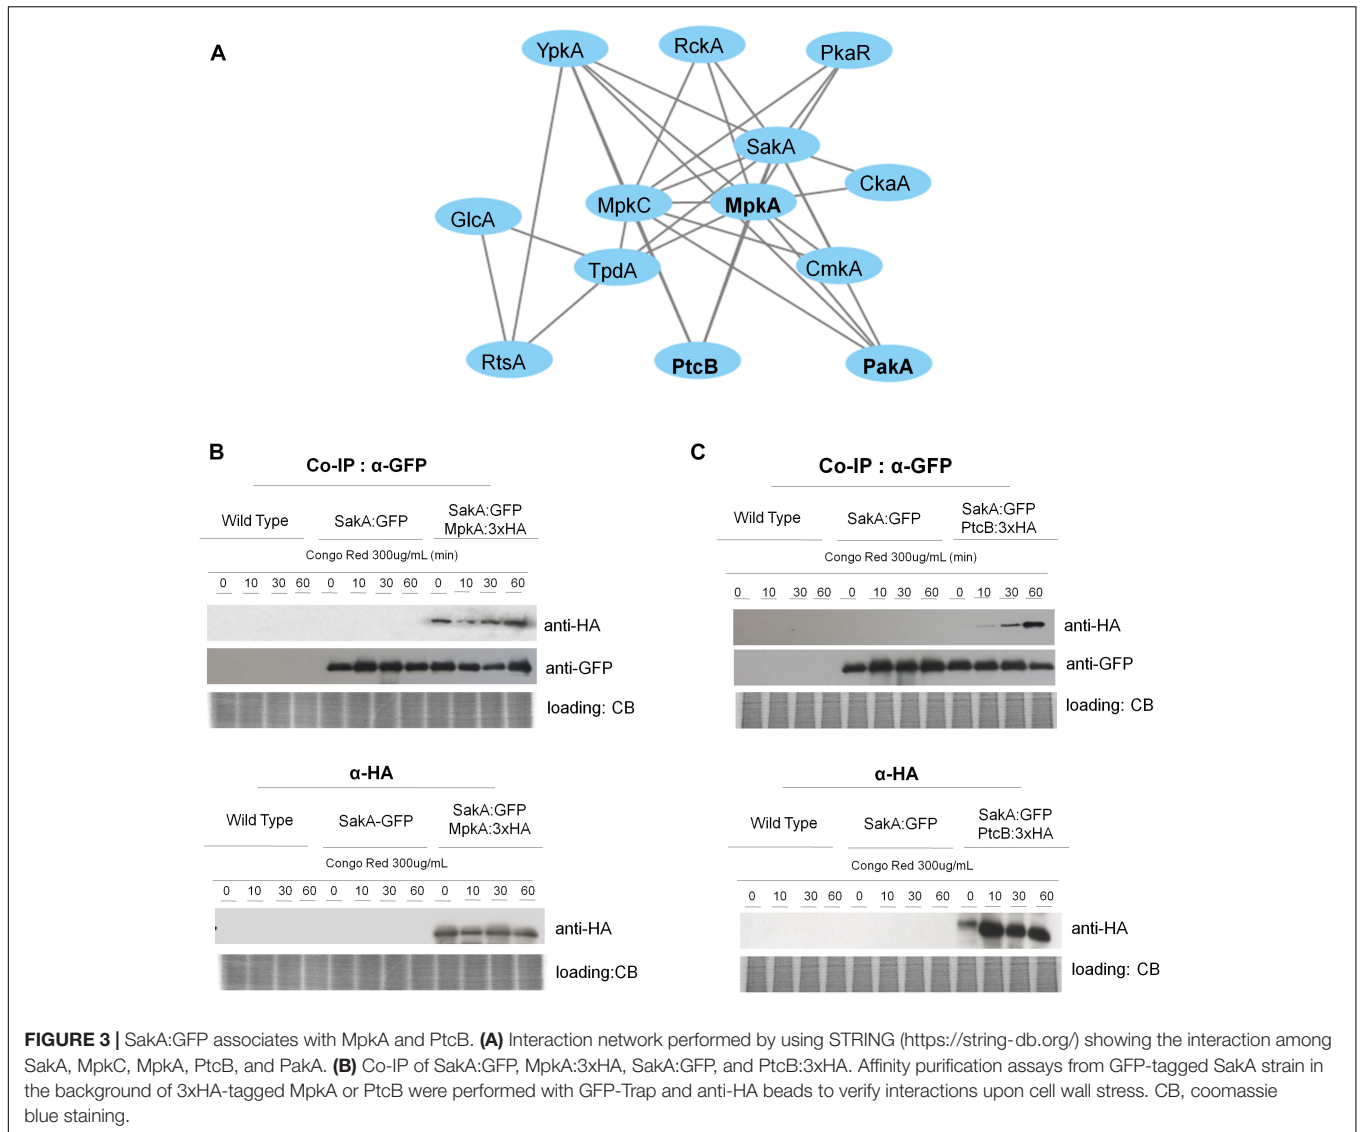 A
YpkA
RckA
PkaR
SakA
CkaA
MpkC
MpkA
GlcA
TpdA
CmkA
RtsA
PtcB
PakA
B
Co-IP : α-GFP
Wild Type
SakA:GFP
SakA:GFP
MpkA:3xHA
Congo Red 300ug/mL (min)
0 10 30 60 0 10 30 60 0 10 30 60
anti-HA
anti-GFP
loading: CB
α-HA
Wild Type
SakA-GFP
SakA:GFP
MpkA:3xHA
Congo Red 300ug/mL
0 10 30 60 0 10 30 60 0 10 30 60
anti-HA
loading:CB
C
Co-IP : α-GFP
Wild Type
SakA:GFP
SakA:GFP
PtcB:3xHA
Congo Red 300ug/mL (min)
0 10 30 60 0 10 30 60 0 10 30 60
anti-HA
anti-GFP
loading: CB
α-HA
Wild Type
SakA:GFP
SakA:GFP
PtcB:3xHA
Congo Red 300ug/mL
0 10 30 60 0 10 30 60 0 10 30 60
anti-HA
loading: CB
FIGURE 3 | SakA:GFP associates with MpkA and PtcB. (A) Interaction network performed by using STRING (https://string-db.org/) showing the interaction among
SakA, MpkC, MpkA, PtcB, and PakA. (B) Co-IP of SakA:GFP, MpkA:3xHA, SakA:GFP, and PtcB:3xHA. Affinity purification assays from GFP-tagged SakA strain in
the background of 3xHA-tagged MpkA or PtcB were performed with GFP-Trap and anti-HA beads to verify interactions upon cell wall stress. CB, coomassie
blue staining.